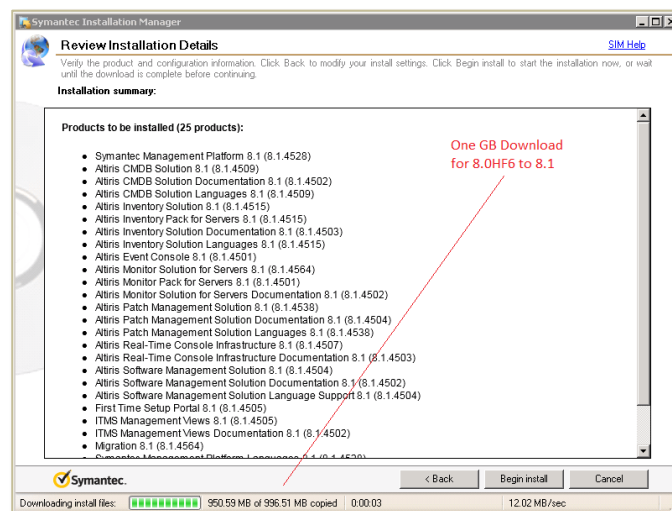 Symantec Installation Manager
Review Installation Details
SIM Help
Verify the product and configuration information. Click Back to modify your install settings. Click Begin install to start the installation now, or wait
until the download is complete before continuing.
Installation summary:
Products to be installed (25 products):
One GB Download
for 8.0HF6 to 8.1
Symantec Management Platform 8.1 (8.1.4528)
Altiris CMDB Solution 8.1 (8.1.4509)
Altiris CMDB Solution Documentation 8.1 (8.1.4502)
Altiris CMDB Solution Languages 8.1 (8.1.4509)
Altiris Inventory Solution 8.1 (8.1.4515)
Altiris Inventory Pack for Servers 8.1 (8.1.4515)
Altiris Inventory Solution Documentation 8.1 (8.1.4503)
Altiris Inventory Solution Languages 8.1 (8.1.4515)
Altiris Event Console 8.1 (8.1.4501)
Altiris Monitor Solution for Servers 8.1 (8.1.4564)
Altiris Monitor Pack for Servers 8.1 (8.1.4501)
Altiris Monitor Solution for Servers Documentation 8.1 (8.1.4502)
Altiris Patch Management Solution 8.1 (8.1.4538)
Altiris Patch Management Solution Documentation 8.1 (8.1.4504)
Altiris Patch Management Solution Languages 8.1 (8.1.4538)
Altiris Real-Time Console Infrastructure 8.1 (8.1.4507)
Altiris Real-Time Console Infrastructure Documentation 8.1 (8.1.4503)
Altiris Software Management Solution 8.1 (8.1.4504)
Altiris Software Management Solution Documentation 8.1 (8.1.4502)
Altiris Software Management Solution Language Support 8.1 (8.1.4504)
First Time Setup Portal 8.1 (8.1.4505)
ITMS Management Views 8.1 (8.1.4505)
ITMS Management Views Documentation 8.1 (8.1.4502)
Migration 8.1 (8.1.4564)
Symantec Management Platform Languages 8.1 (8.1.4528)
Symantec.
< Back
Begin install
Cancel
Downloading install files:
950.59 MB of 996.51 MB copied
0:00:03
12.02 MB/sec